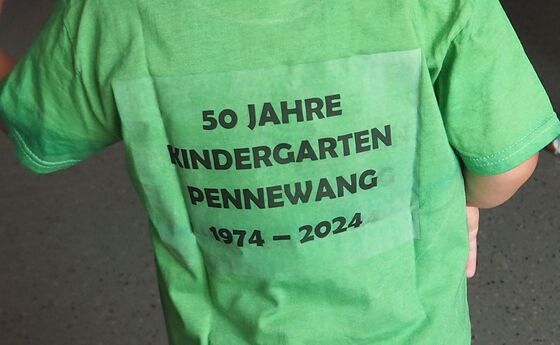 50 JAHRE
KINDERGARTEN
PENNEWANG
1974 – 2024